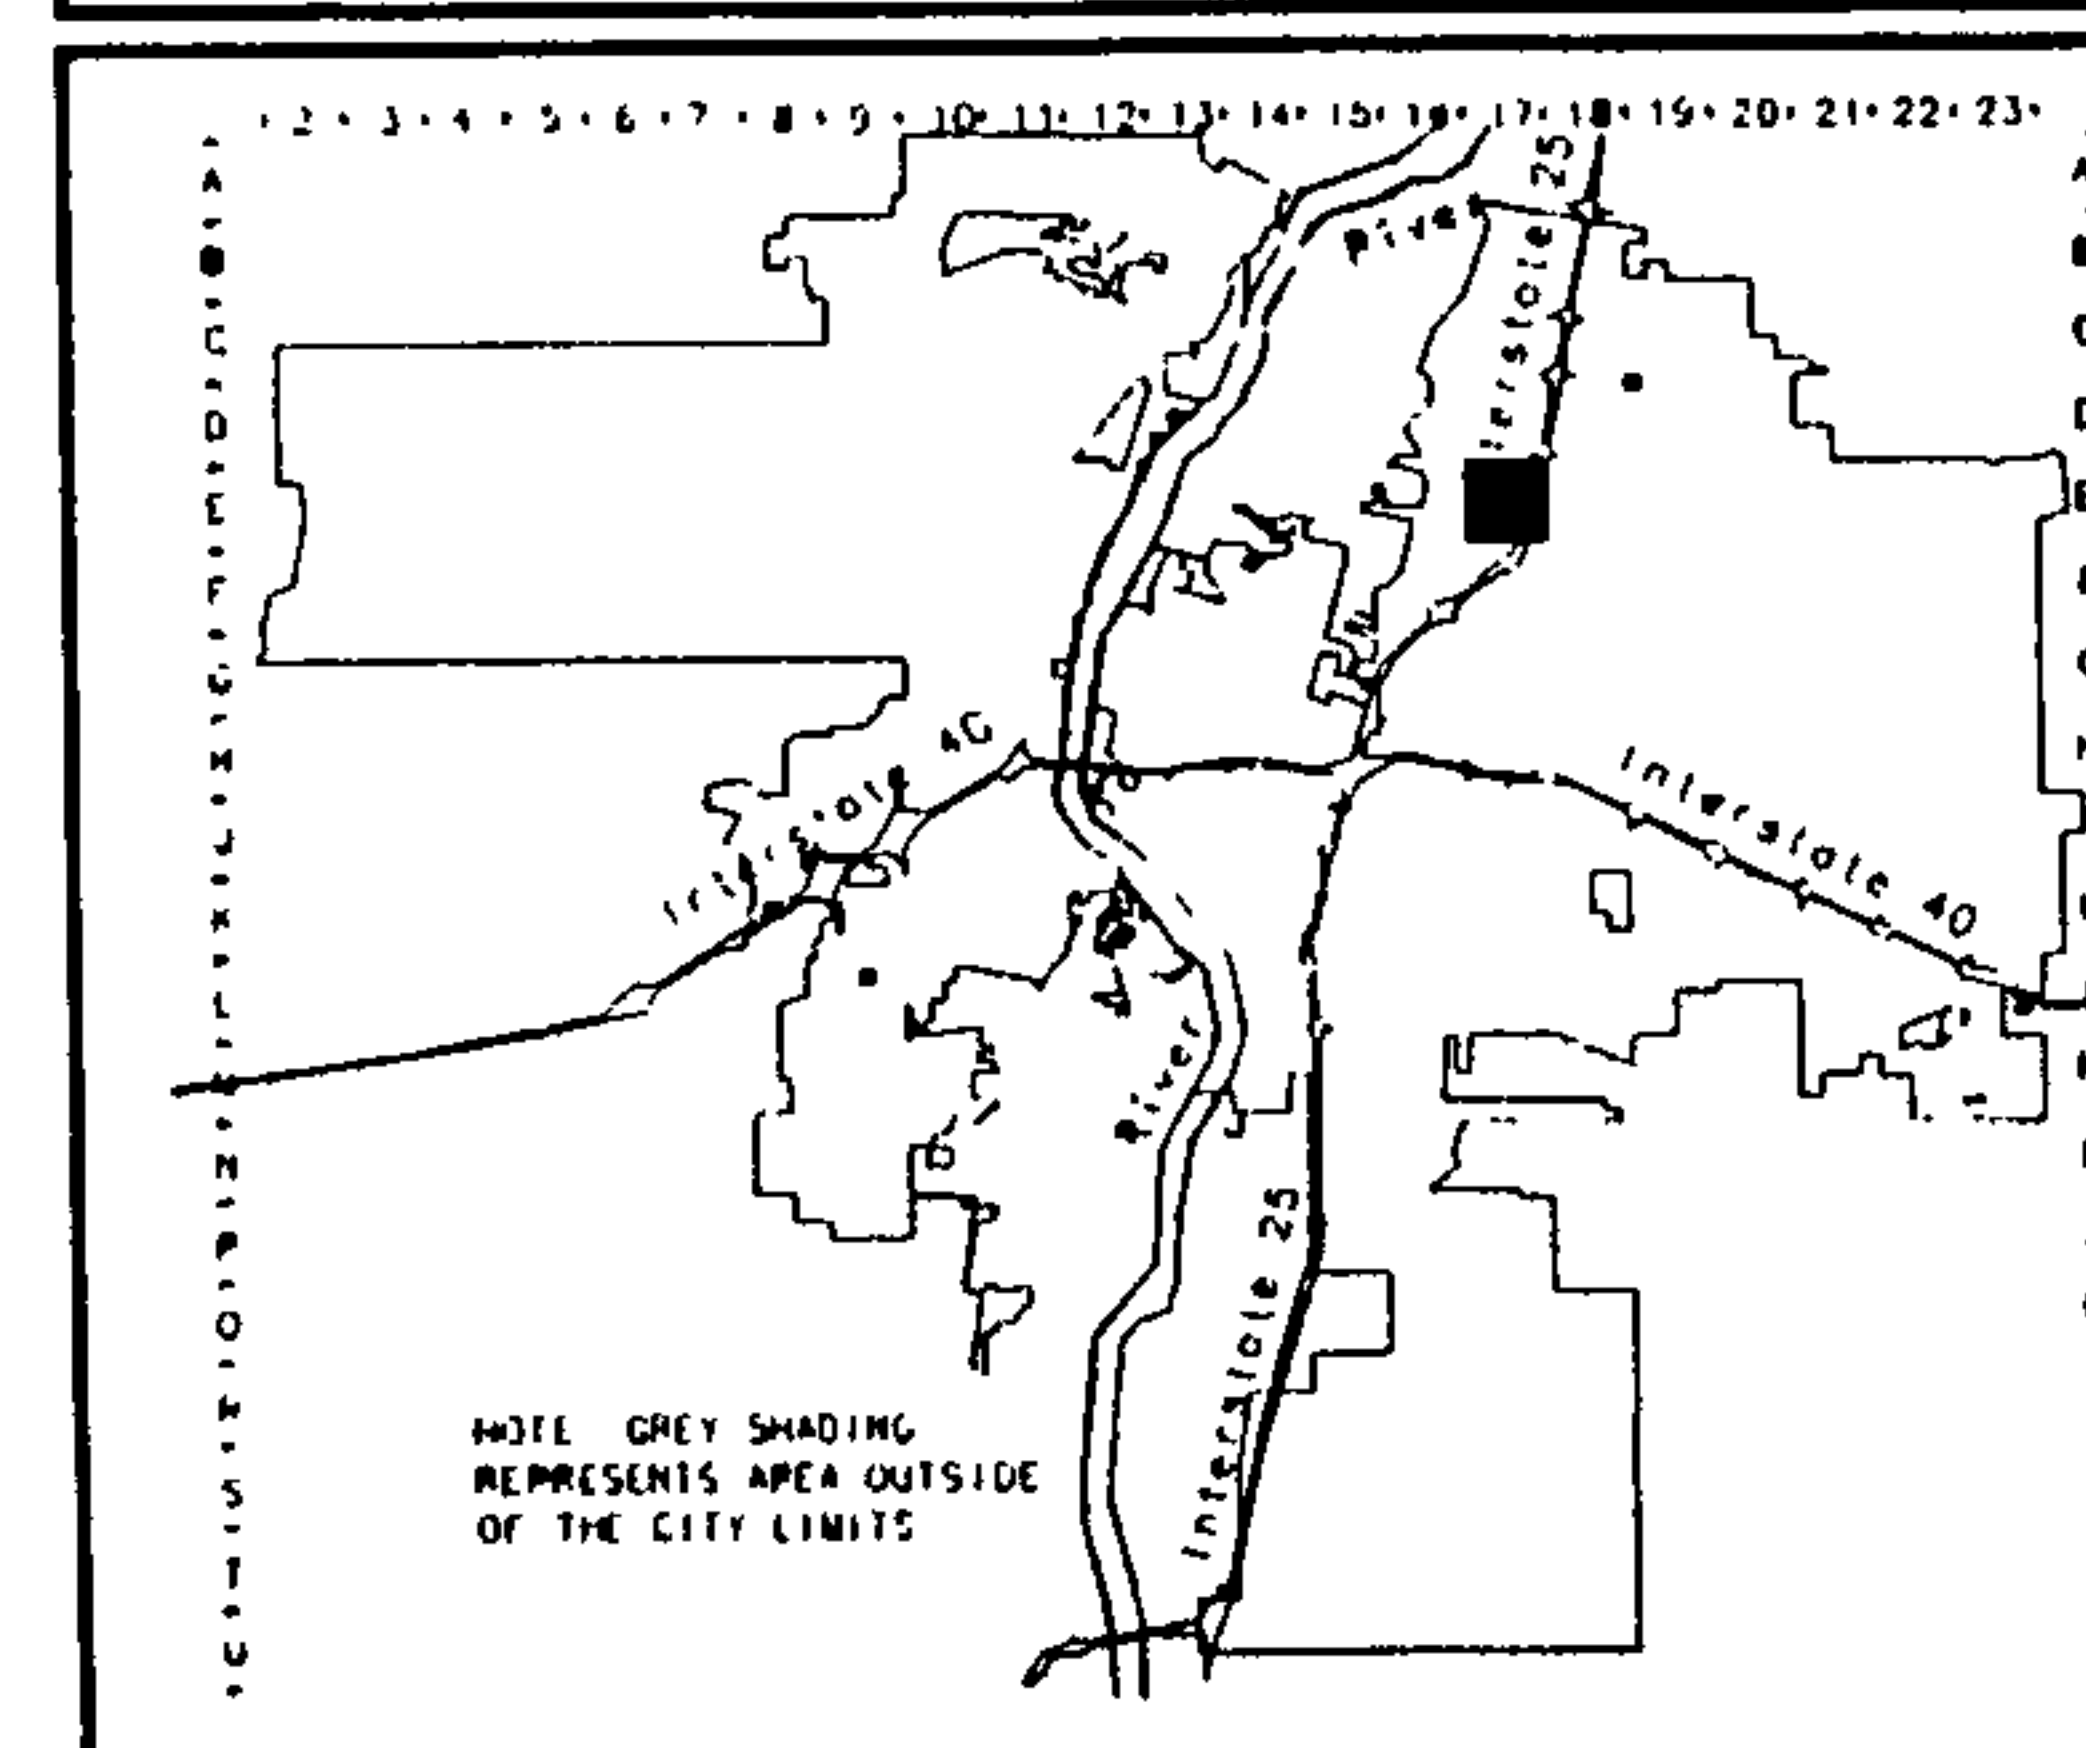 2 3 4 5 6 7 8 9 10 11 12 13 14 15 16 17 18 19 20 21 22 23
A
B
C
D
E
F
G
H
J
K
L
M
N
P
Q
R
S
T
U
River
Interstate 25
Interstate 40
Interstate 40
River
Interstate 25
NOTE GREY SHADING
REPRESENTS AREA OUTSIDE
OF THE CITY LIMITS